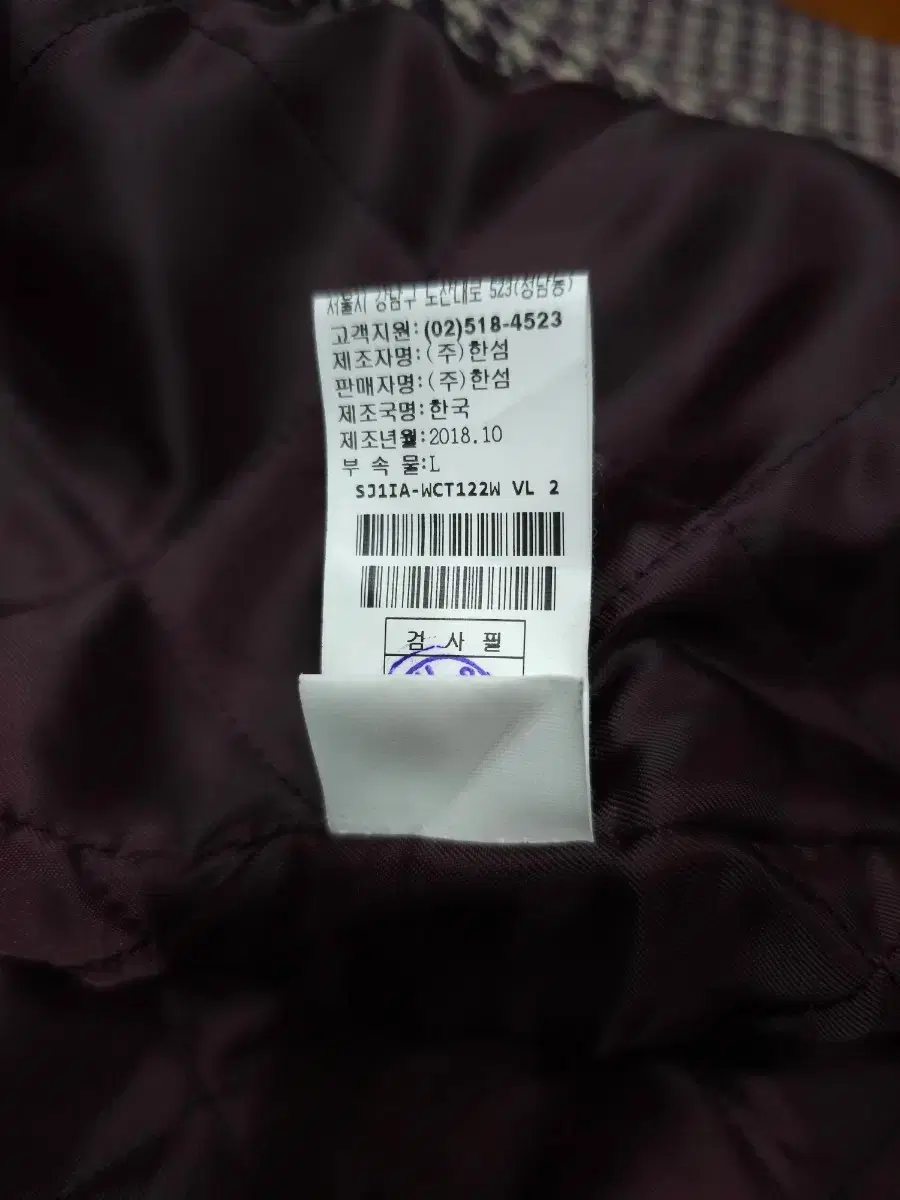 서울시 강남구 도산대로 523(청담동)
고객지원:(02)518-4523
제조자명:(주)한섬
판매자명:(주)한섬
제조국명:한국
제조년월:2018.10
부 속 물:L
SJ1IA-WCT122W VL 2
검 사 필